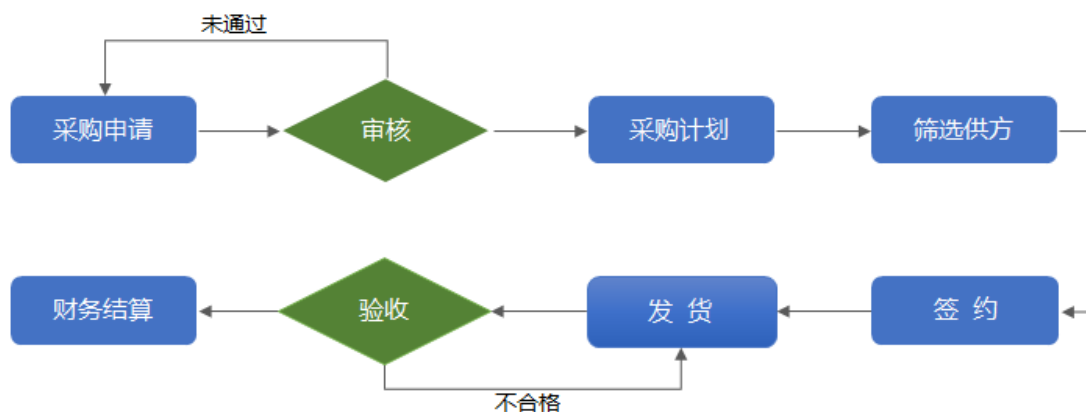 未通过
采购申请
审核
采购计划
筛选供方
财务结算
验收
发 货
签 约
不合格